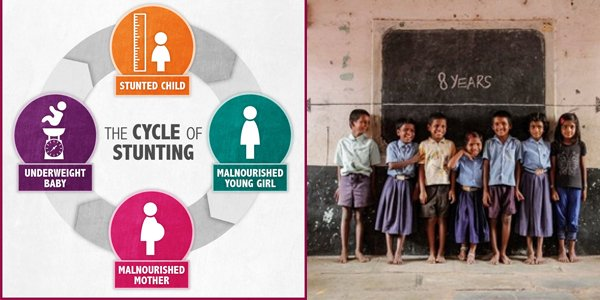 STUNTED CHILD
THE CYCLE OF
STUNTING
UNDERWEIGHT
BABY
MALNOURISHED
YOUNG GIRL
MALNOURISHED
MOTHER
8 YEARS